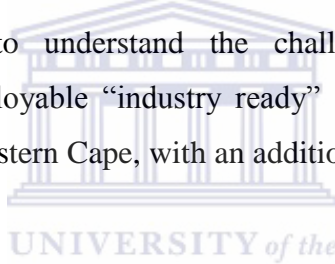 to understand the chall
loyable “industry ready”
stern Cape, with an additio
UNIVERSITY of the